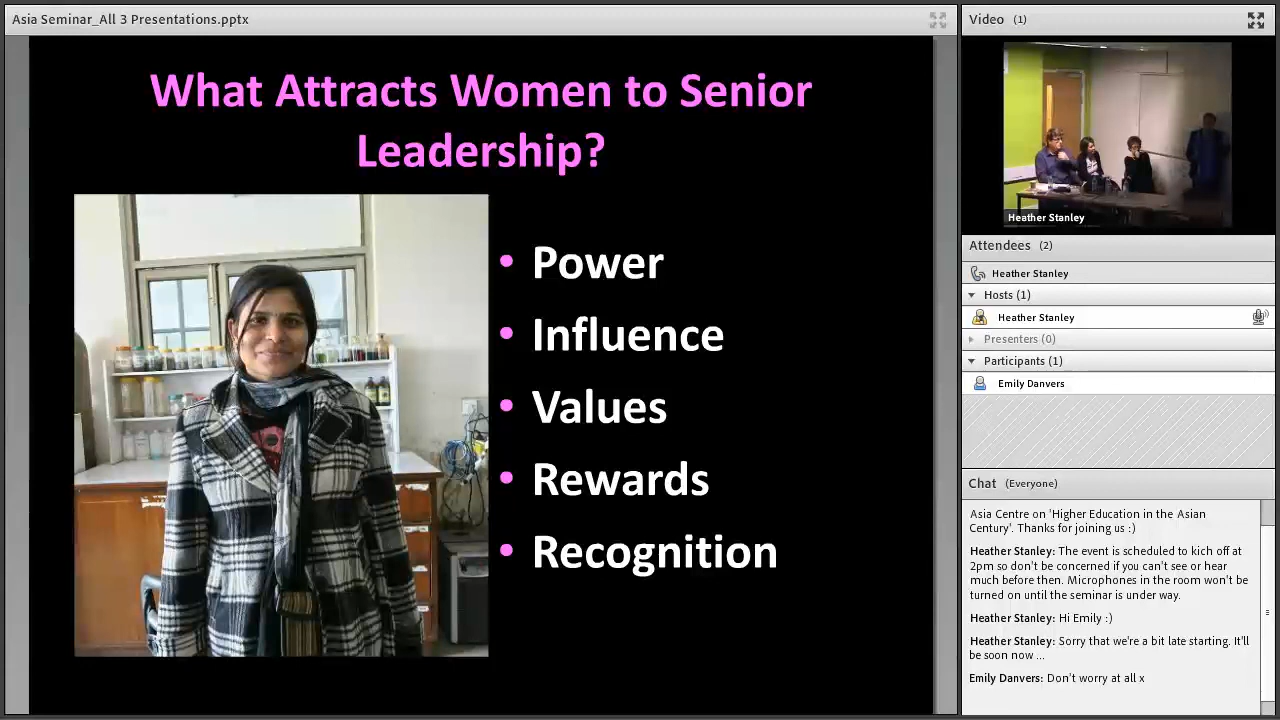 Asia Seminar_All 3 Presentations.pptx
What Attracts Women to Senior
Leadership?
• Power
• Influence
• Values
• Rewards
• Recognition
Video (1)
Heather Stanley
Attendees (2)
Heather Stanley
Hosts (1)
Heather Stanley
Presenters (0)
Participants (1)
Emily Danvers
Chat (Everyone)
Asia Centre on 'Higher Education in the Asian
Century'. Thanks for joining us :)
Heather Stanley: The event is scheduled to kick off at
2pm so don't be concerned if you can't see or hear
much before then. Microphones in the room won't be
turned on until the seminar is under way.
Heather Stanley: Hi Emily :)
Heather Stanley: Sorry that we're a bit late starting. It'll
be soon now ...
Emily Danvers: Don't worry at all x